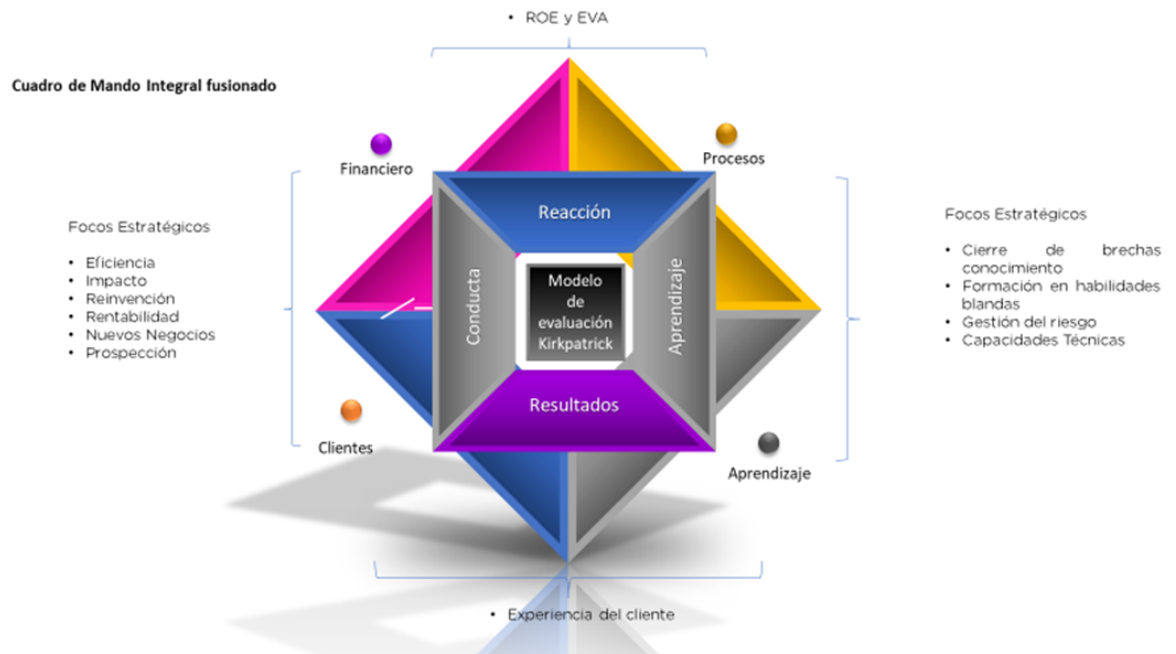 • ROE y EVA
Cuadro de Mando Integral fusionado
Financiero
Procesos
Focos Estratégicos
• Eficiencia
• Impacto
• Reinvención
• Rentabilidad
• Nuevos Negocios
• Prospección
Reacción
Conducta
Modelo
de
evaluación
Kirkpatrick
Aprendizaje
Resultados
Focos Estratégicos
• Cierre de brechas
conocimiento
• Formación en habilidades
blandas
• Gestión del riesgo
• Capacidades Técnicas
Clientes
Aprendizaje
• Experiencia del cliente